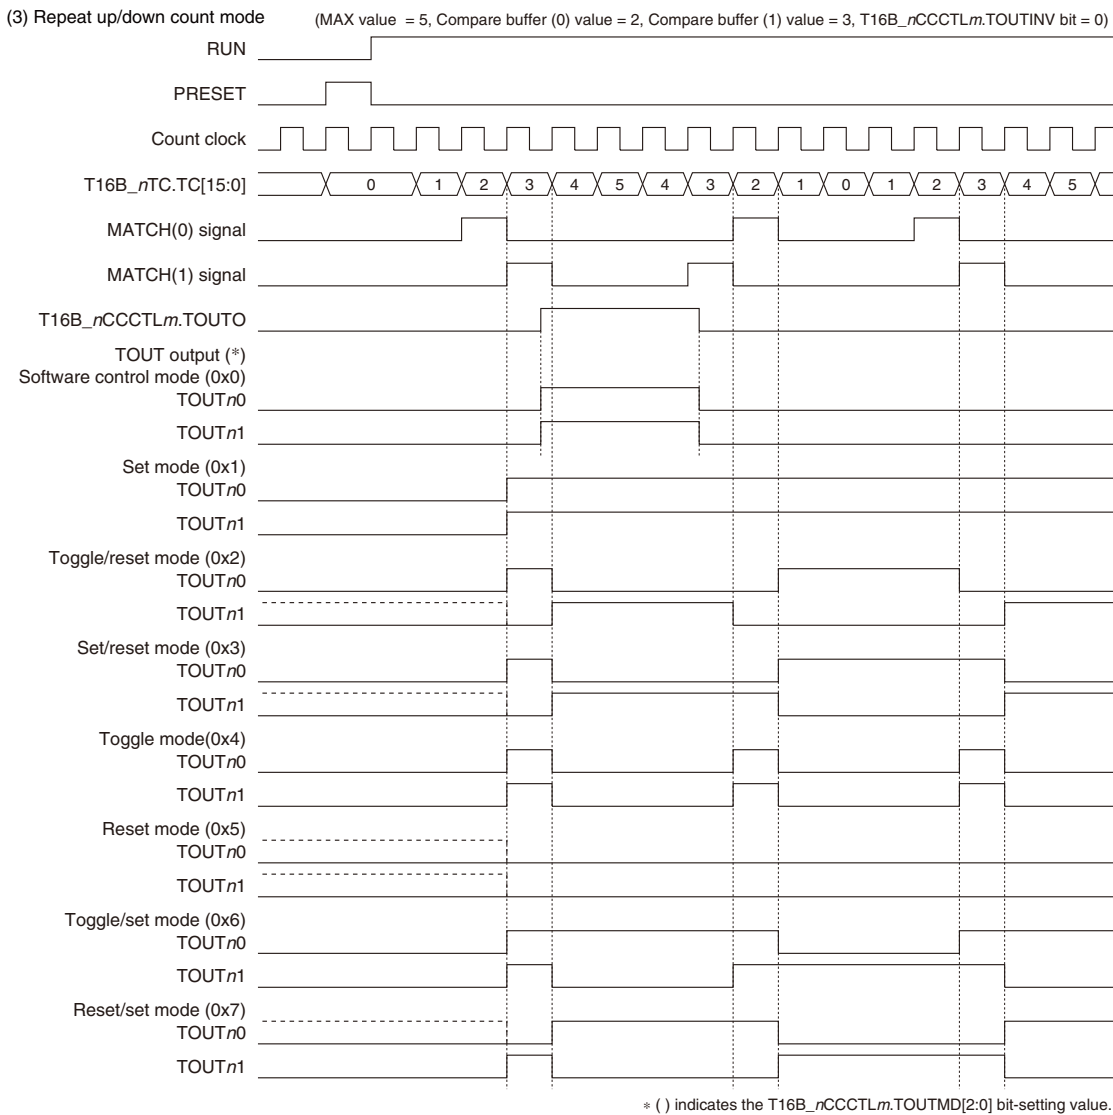 (3) Repeat up/down count mode (MAX value = 5, Compare buffer (0) value = 2, Compare buffer (1) value = 3, T16B_nCCCTLm.TOUTINV bit = 0)
RUN
PRESET
Count clock
T16B_nTC.TC[15:0] 0 1 2 3 4 5 4 3 2 1 0 1 2 3 4 5
MATCH(0) signal
MATCH(1) signal
T16B_nCCCTLm.TOUTO
TOUT output (*)
Software control mode (0x0)
TOUTn0
TOUTn1
Set mode (0x1)
TOUTn0
TOUTn1
Toggle/reset mode (0x2)
TOUTn0
TOUTn1
Set/reset mode (0x3)
TOUTn0
TOUTn1
Toggle mode(0x4)
TOUTn0
TOUTn1
Reset mode (0x5)
TOUTn0
TOUTn1
Toggle/set mode (0x6)
TOUTn0
TOUTn1
Reset/set mode (0x7)
TOUTn0
TOUTn1
* ( ) indicates the T16B_nCCCTLm.TOUTMD[2:0] bit-setting value.